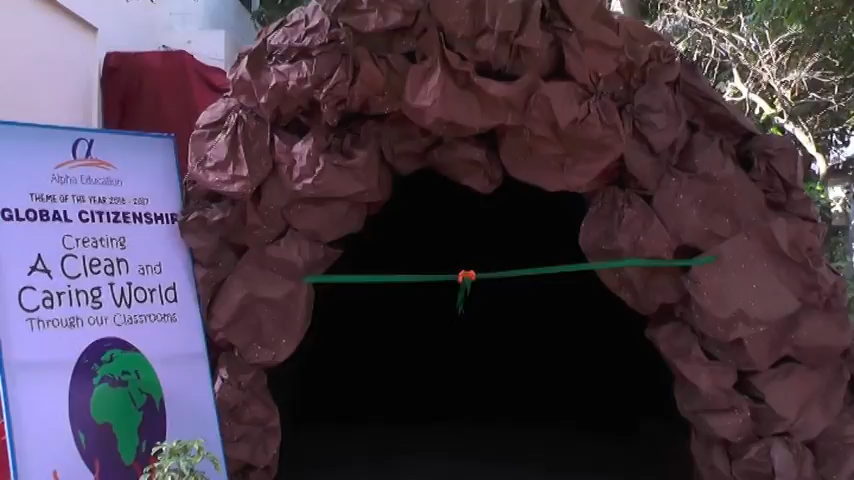 α
Alpha Education
THEME OF THE YEAR 2016 - 2017
GLOBAL CITIZENSHIP
Creating
A Clean and
Caring World
Through our Classrooms